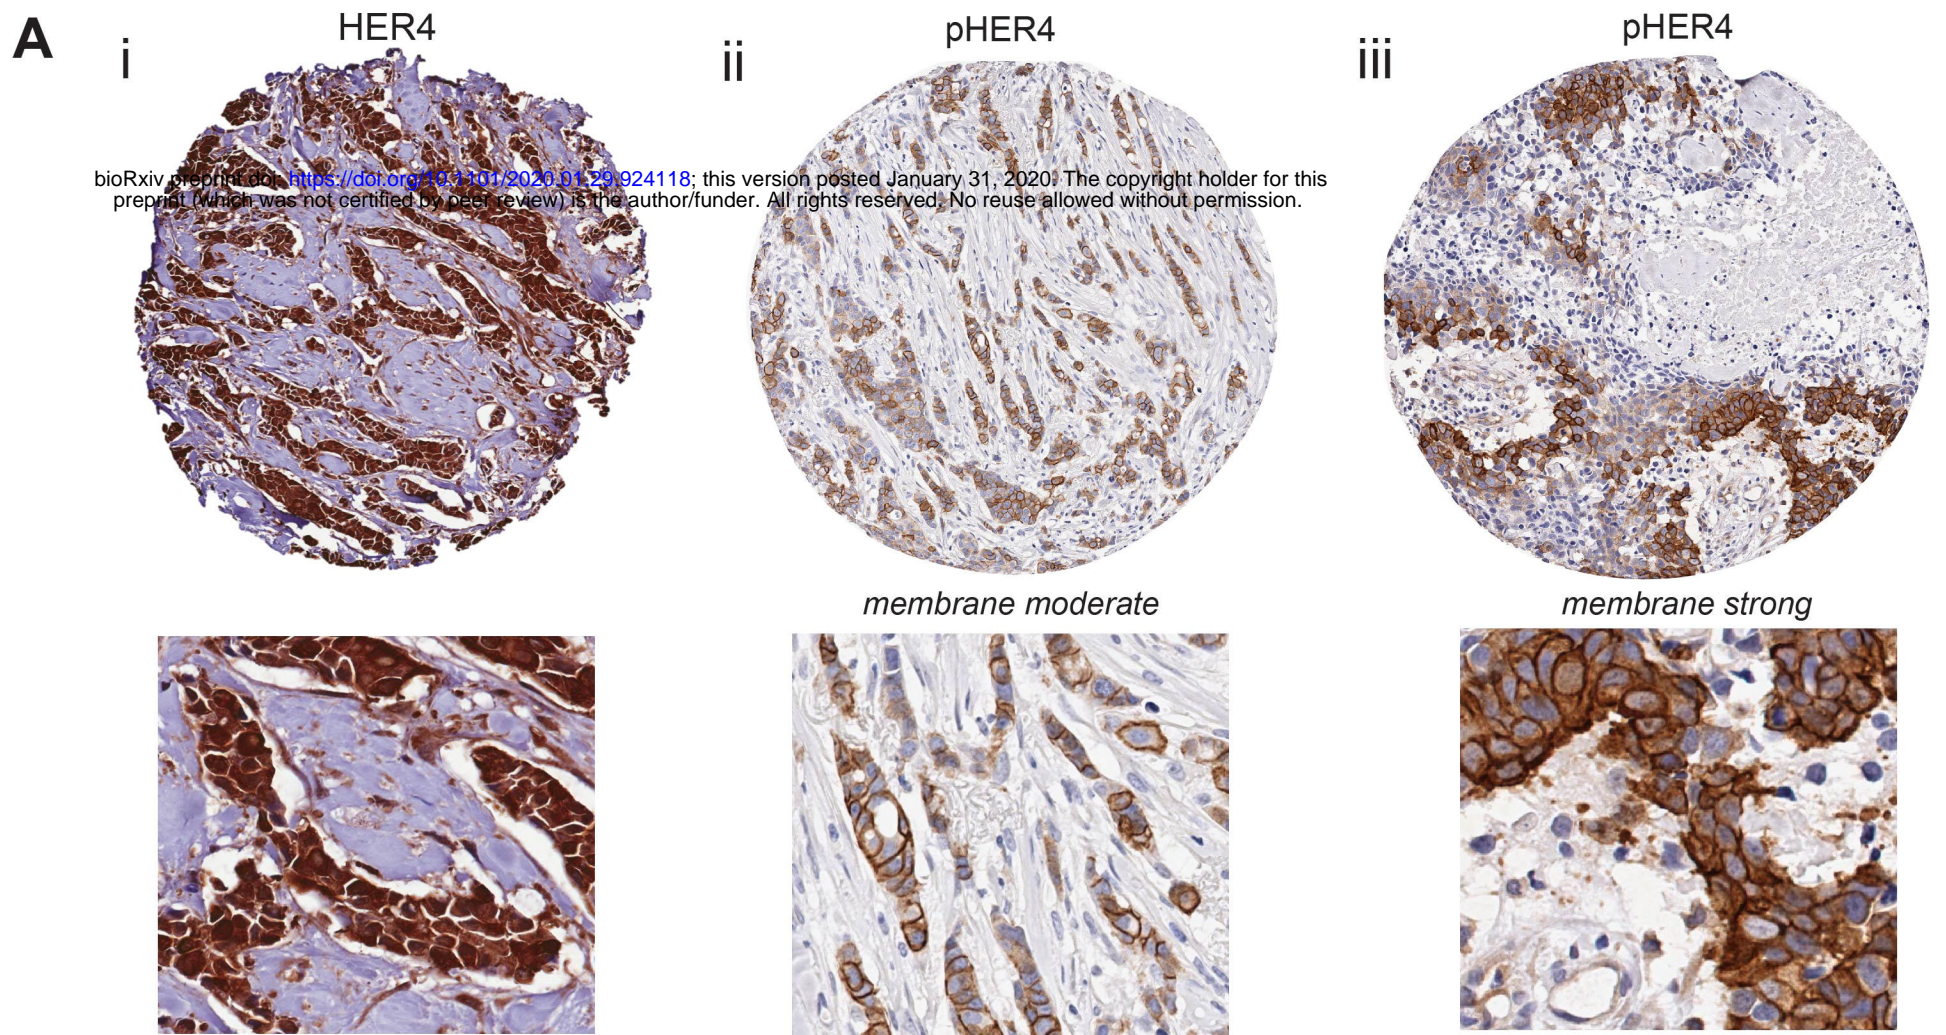 A
i
HER4
ii
pHER4
iii
pHER4
bioRxiv preprint doi: https://doi.org/10.1101/2020.01.29.924118; this version posted January 31, 2020. The copyright holder for this
preprint (which was not certified by peer review) is the author/funder. All rights reserved. No reuse allowed without permission.
membrane moderate
membrane strong